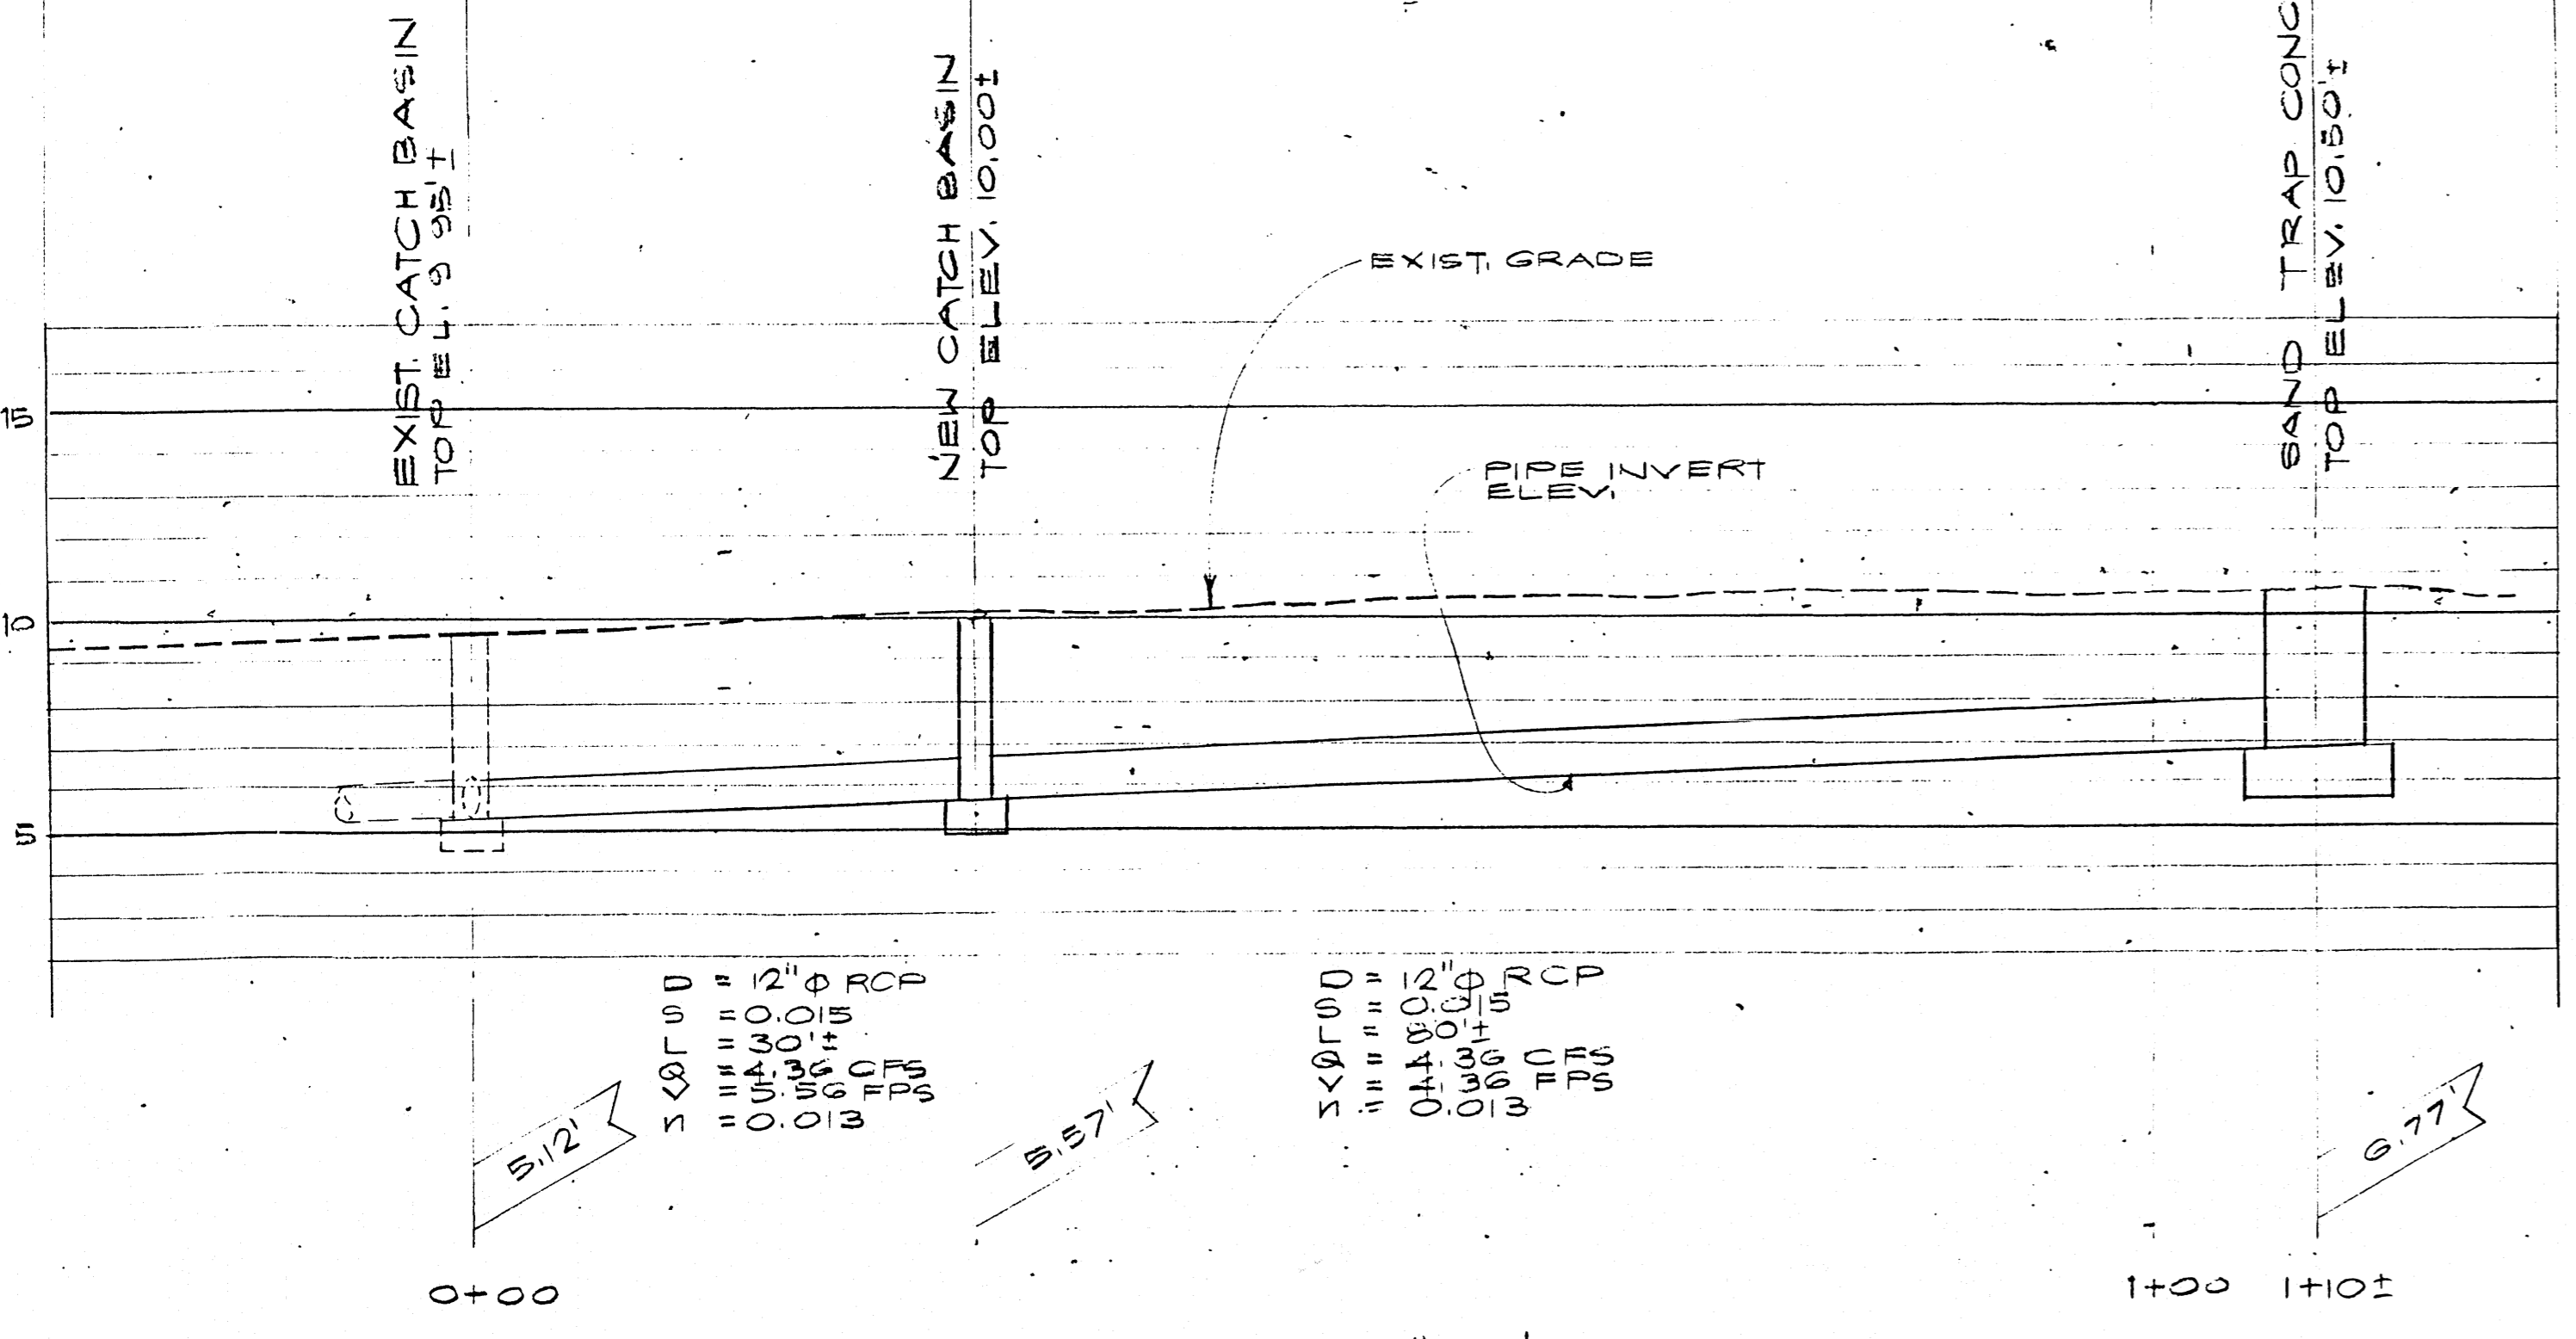 EXIST. CATCH BASIN
TOP EL. 9 95'±
NEW CATCH BASIN
TOP ELEV. 10.00±
SAND TRAP CONC
TOP ELEV. 10.50'±
EXIST. GRADE
PIPE INVERT
ELEV.
15
10
5
D = 12"φ RCP
S = 0.015
L = 30'±
Q = 4.36 CFS
V = 5.56 FPS
n = 0.013
D = 12"φ RCP
S = 0.015
L = 80'±
Q = 4.36 CFS
V = 4.36 FPS
n = 0.013
5.12'
5.57'
6.77'
0+00
1+00
1+10±